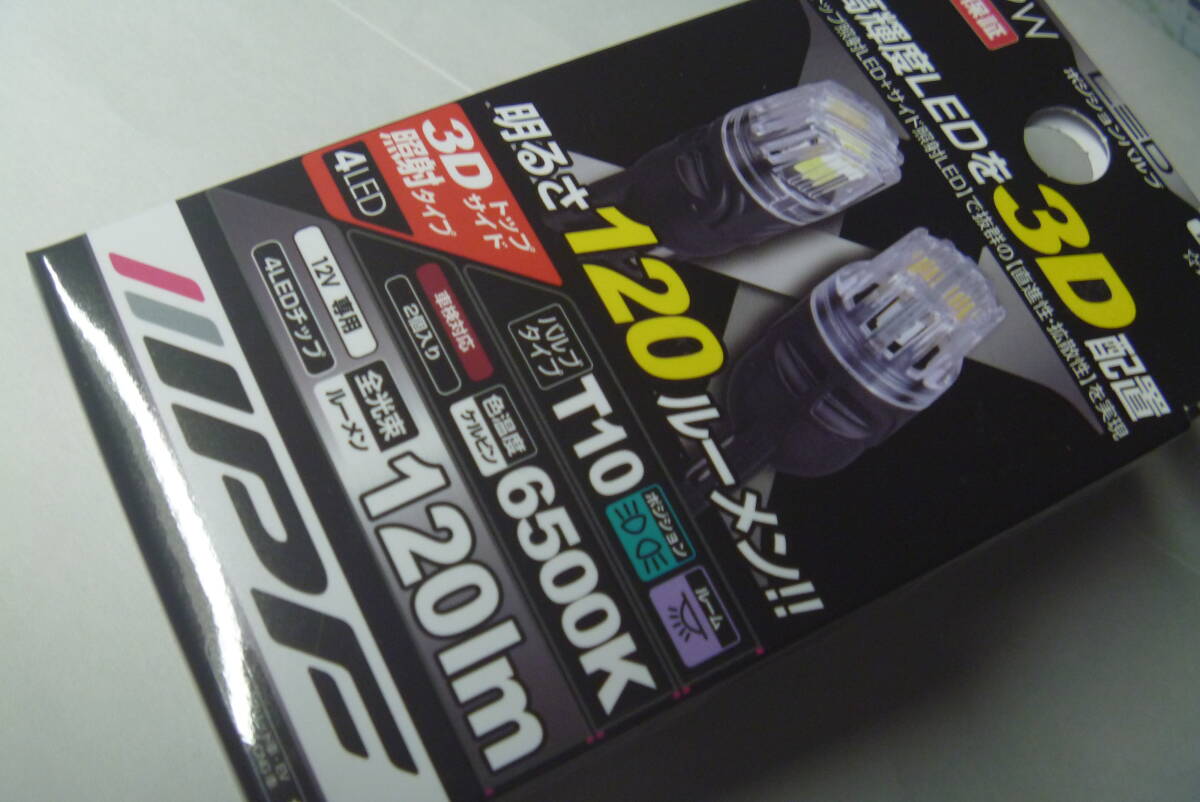 LED
ポジションバルブ
保証
高輝度LEDを3D配置
トップ照射LED+サイド照射LED】で抜群の【直進性・拡散性】を実現
明るさ120ルーメン!!
3Dトップサイド
照射タイプ
4LED
バルブタイプ
T10
ポジション
ルーム
車検対応
2個入り
色温度
ケルビン
6500K
12V 専用
4LEDチップ
全光束
ルーメン
120lm
IPF